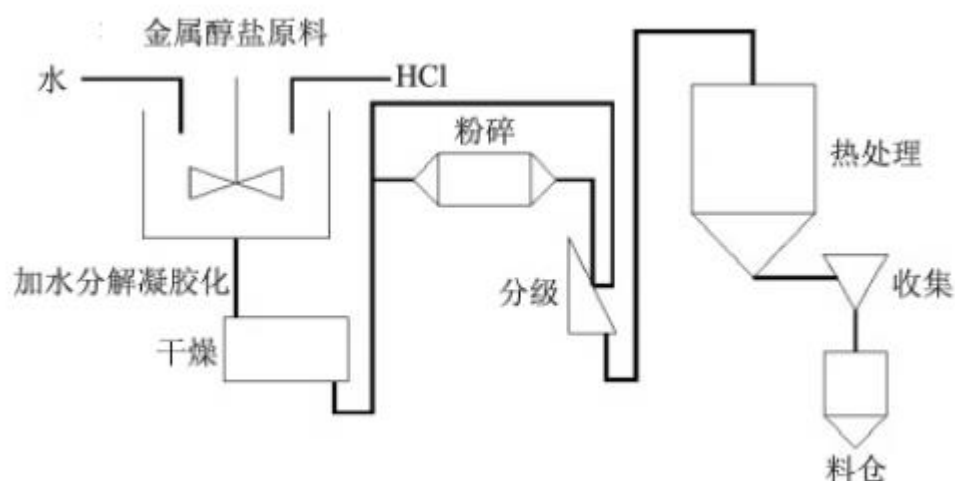 金属醇盐原料
水
HCl
粉碎
热处理
加水分解凝胶化
分级
收集
干燥
料仓